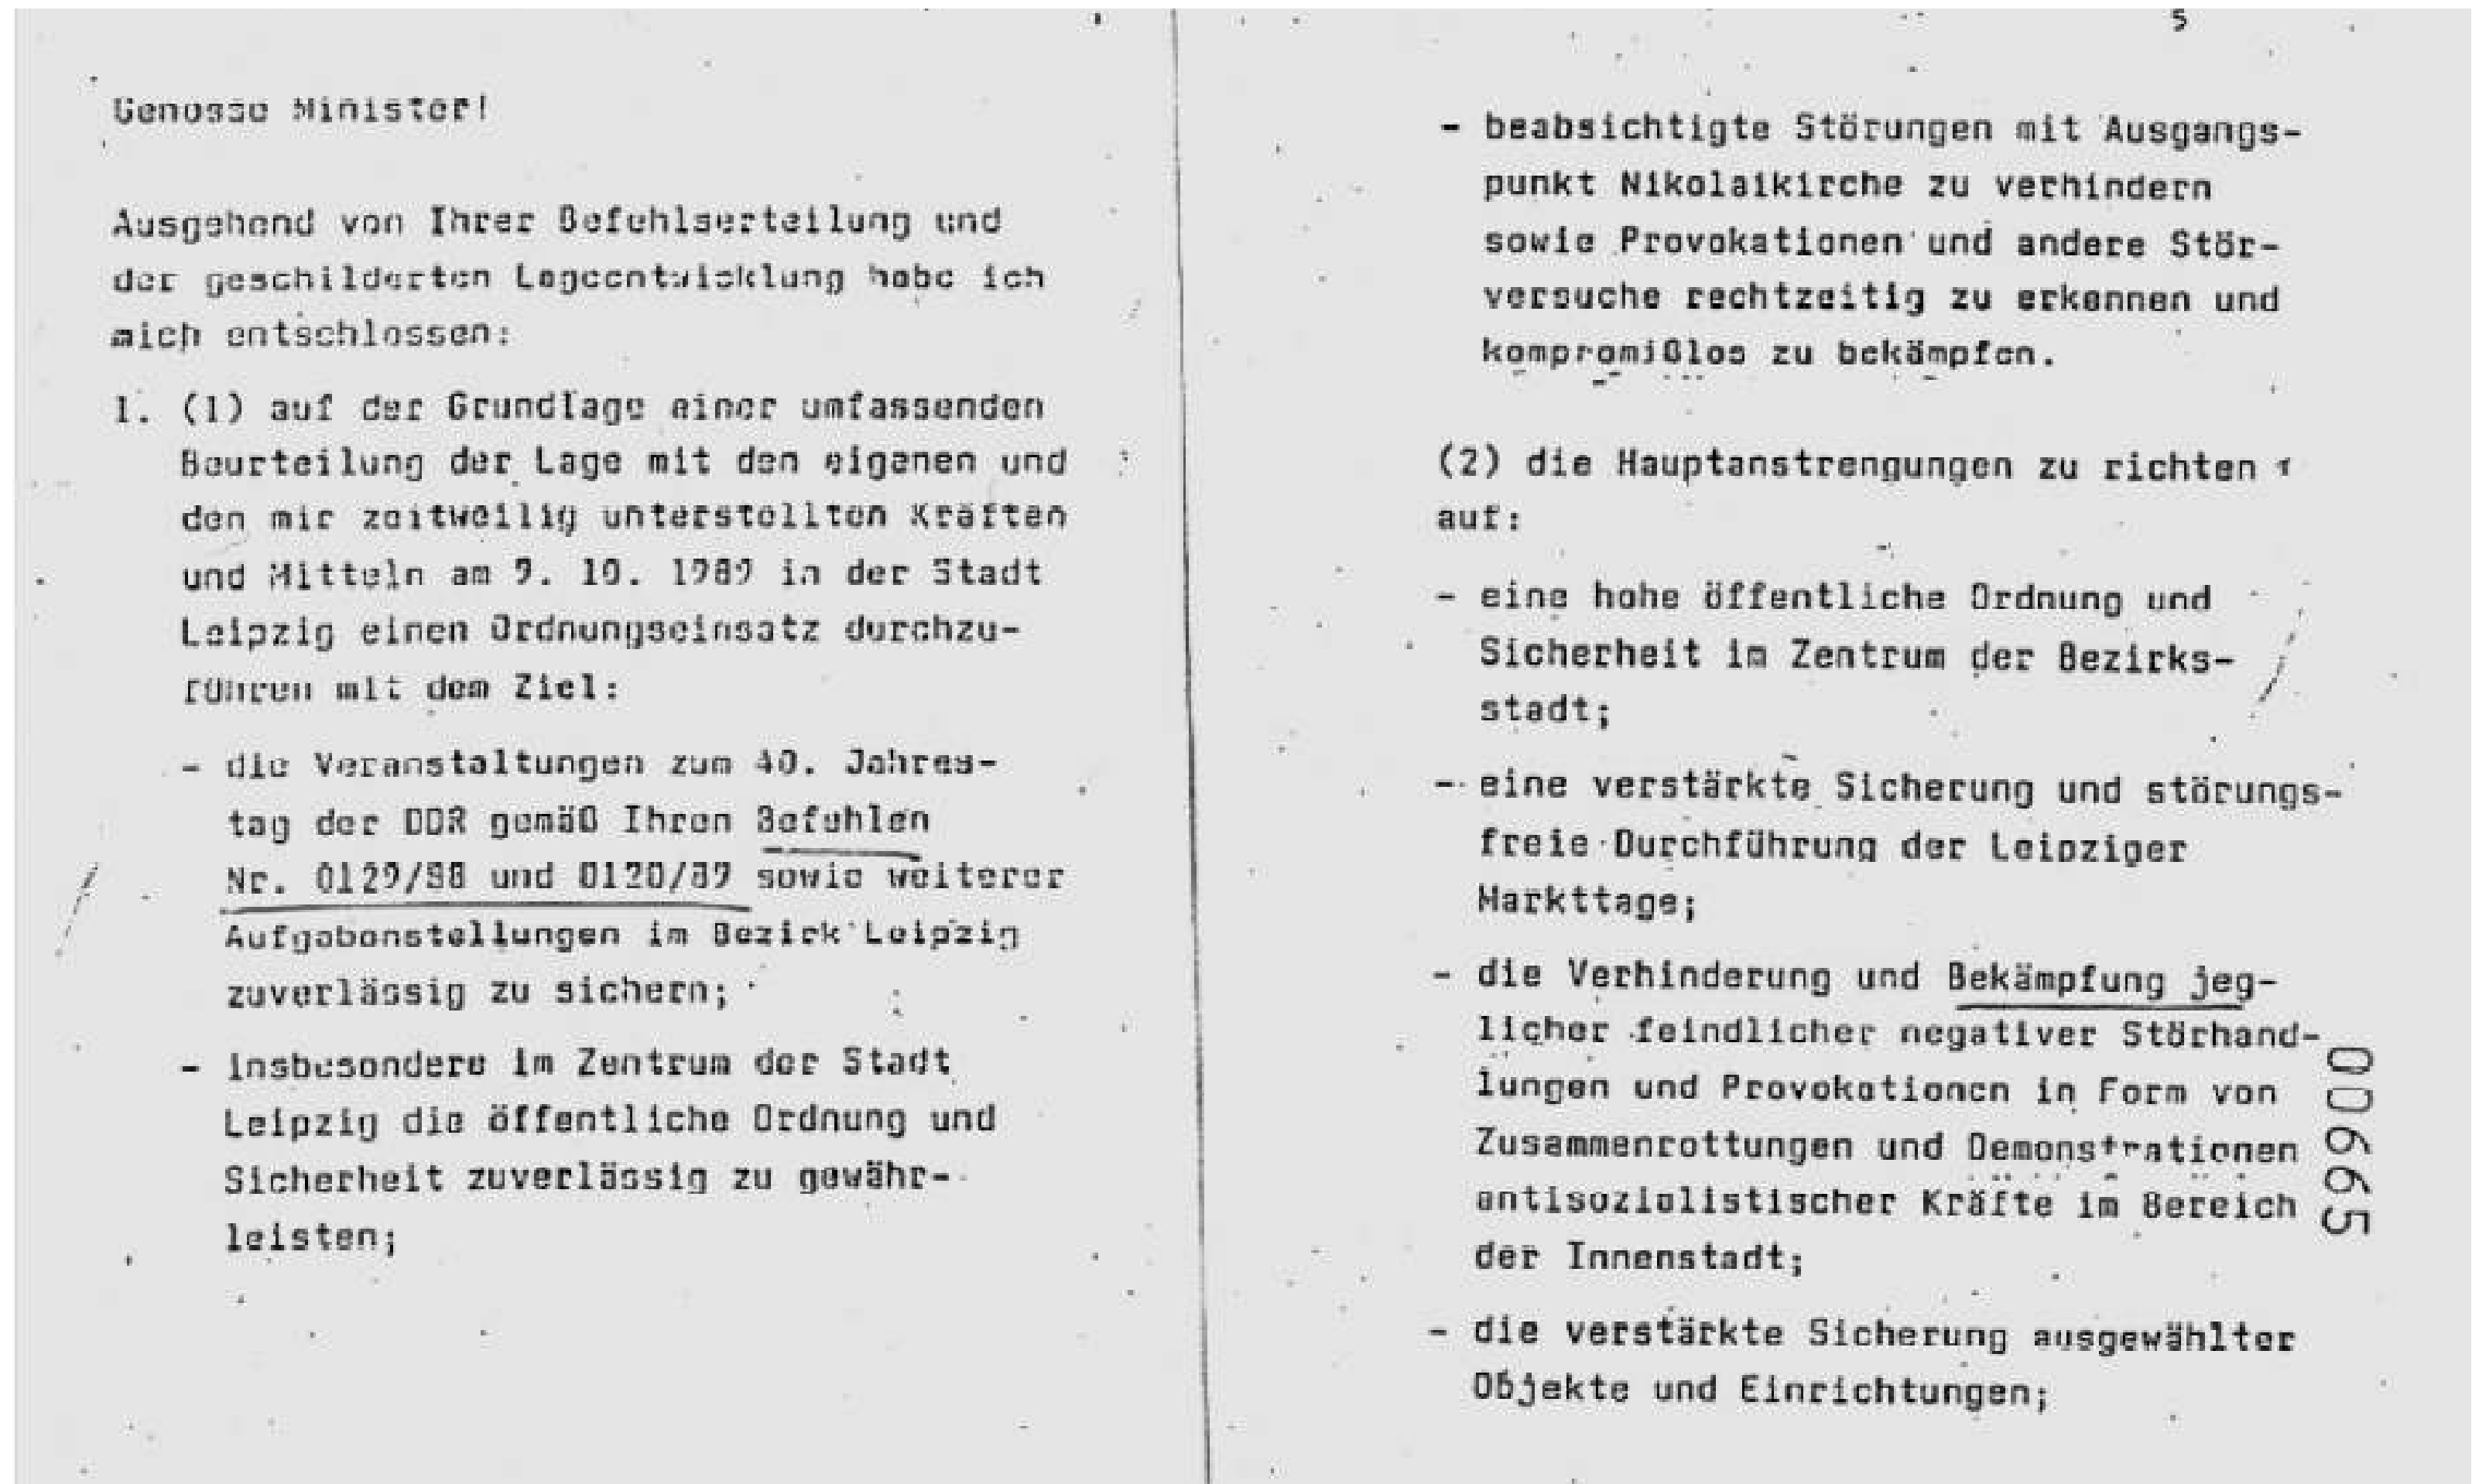 Genosse Minister!
Ausgehend von Ihrer Befehlserteilung und
der geschilderten Lageentwicklung habe ich
mich entschlossen:
1. (1) auf der Grundlage einer umfassenden
Beurteilung der Lage mit den eigenen und
den mir zeitweilig unterstellten Kräften
und Mitteln am 9. 10. 1989 in der Stadt
Leipzig einen Ordnungseinsatz durchzu-
führen mit dem Ziel:
- die Veranstaltungen zum 40. Jahres-
tag der DDR gemäß Ihren Befehlen
Nr. und sowie weiterer
Aufgabenstellungen im Bezirk Leipzig
zuverlässig zu sichern;
- insbesondere im Zentrum der Stadt
Leipzig die öffentliche Ordnung und
Sicherheit zuverlässig zu gewähr-
leisten;
5
- beabsichtigte Störungen mit Ausgangs-
punkt Nikolaikirche zu verhindern
sowie Provokationen und andere Stör-
versuche rechtzeitig zu erkennen und
kompromißlos zu bekämpfen.
(2) die Hauptanstrengungen zu richten
auf:
- eine hohe öffentliche Ordnung und
Sicherheit im Zentrum der Bezirks-
stadt;
- eine verstärkte Sicherung und störungs-
freie Durchführung der Leipziger
Markttage;
- die Verhinderung und Bekämpfung jeg-
licher feindlicher negativer Störhand-
lungen und Provokationen in Form von
Zusammenrottungen und Demonstrationen
antisozialistischer Kräfte im Bereich
der Innenstadt;
- die verstärkte Sicherung ausgewählter
Objekte und Einrichtungen;
000665